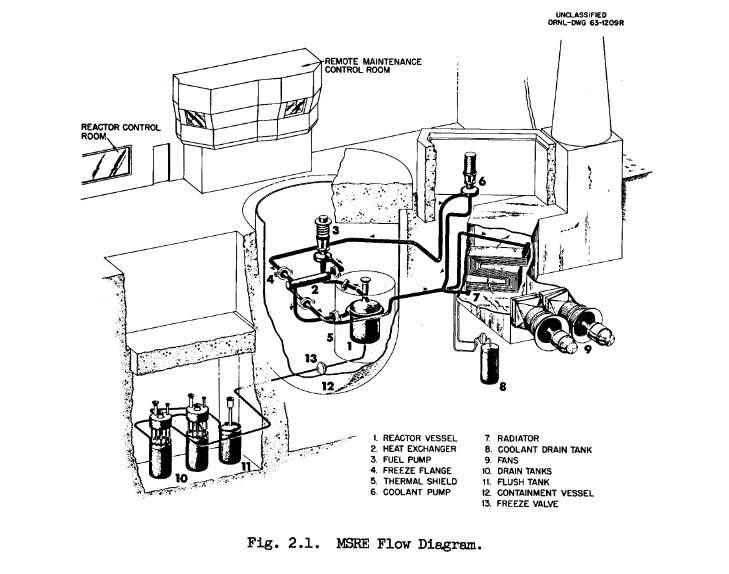 UNCLASSIFIED
ORNL-DWG 63-1209R
REMOTE MAINTENANCE
CONTROL ROOM
REACTOR CONTROL
ROOM
6
3
4
2
7
5
1
9
13
12
8
10
11
1. REACTOR VESSEL
2. HEAT EXCHANGER
3. FUEL PUMP
4. FREEZE FLANGE
5. THERMAL SHIELD
6. COOLANT PUMP
7. RADIATOR
8. COOLANT DRAIN TANK
9. FANS
10. DRAIN TANKS
11. FLUSH TANK
12. CONTAINMENT VESSEL
13. FREEZE VALVE
Fig. 2.1. MSRE Flow Diagram.